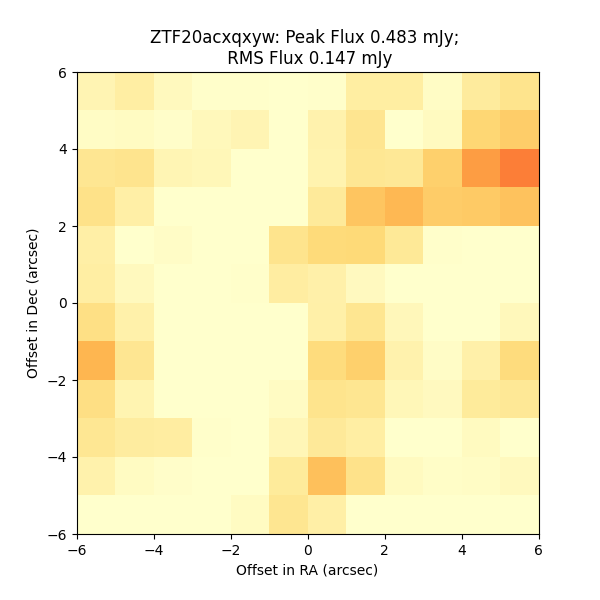 ZTF20acxqxyw: Peak Flux 0.483 mJy;
RMS Flux 0.147 mJy
6
4
2
0
−2
−4
−6
Offset in Dec (arcsec)
−6 −4 −2 0 2 4 6
Offset in RA (arcsec)